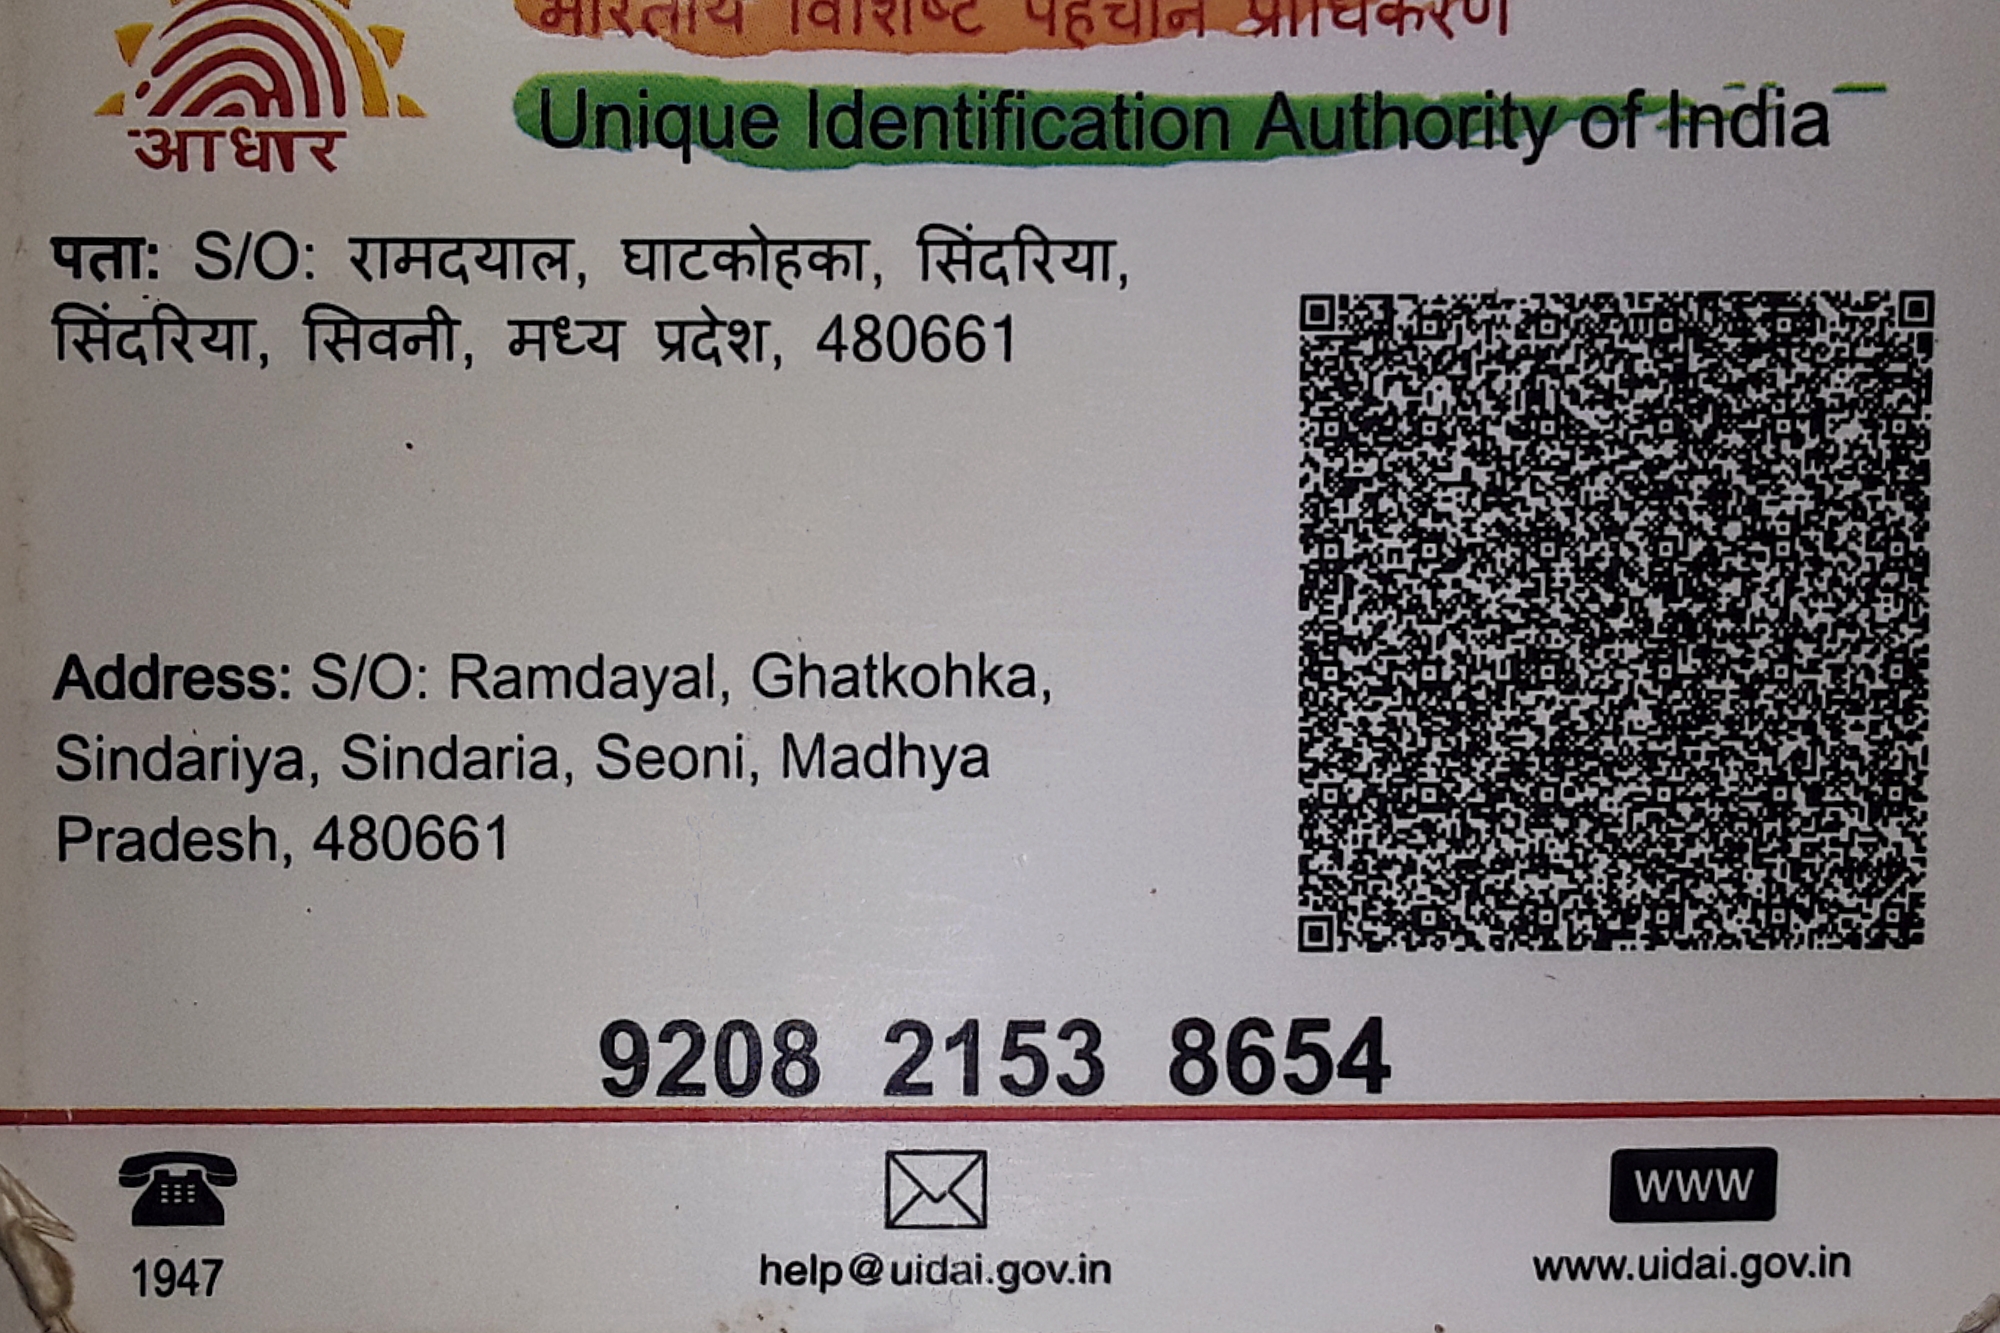 भारतीय विशिष्ट पहचान प्राधिकरण
आधार
Unique Identification Authority of India
पता: S/O: रामदयाल, घाटकोहका, सिंदरिया,
सिंदरिया, सिवनी, मध्य प्रदेश, 480661
Address: S/O: Ramdayal, Ghatkohka,
Sindariya, Sindaria, Seoni, Madhya
Pradesh, 480661
9208 2153 8654
WWW
1947
help@uidai.gov.in
www.uidai.gov.in